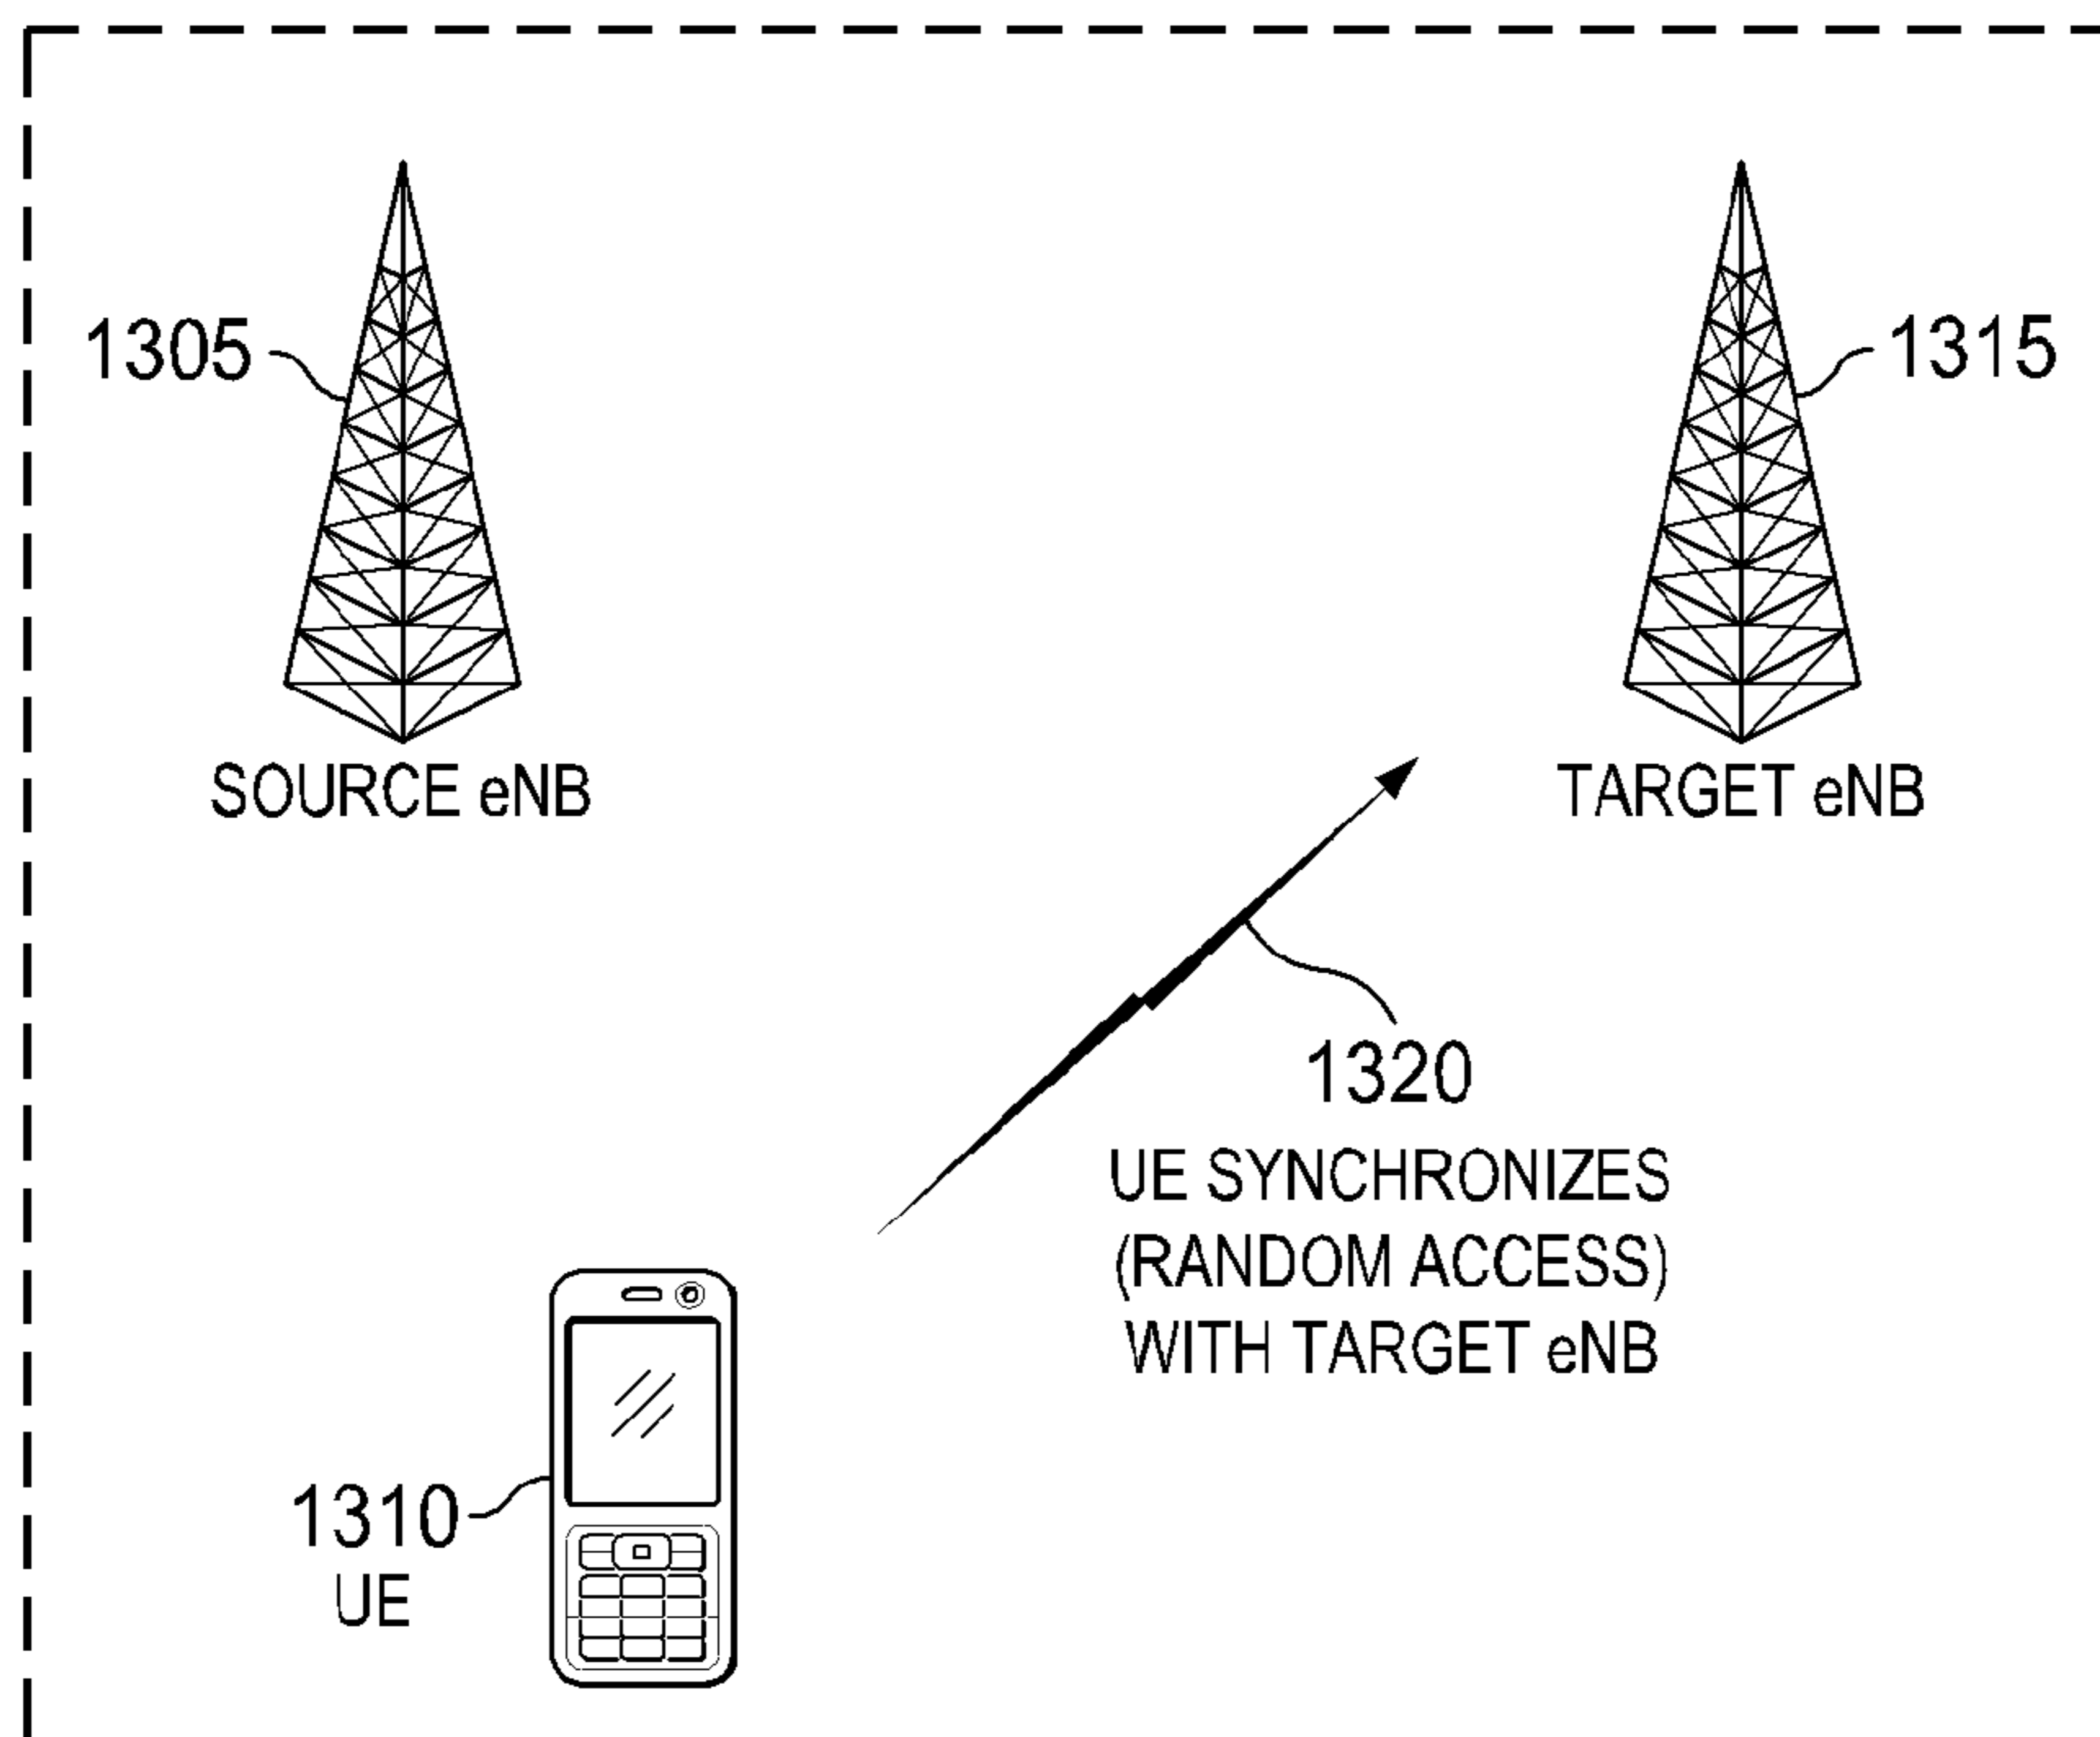 1305
1315
SOURCE eNB
TARGET eNB
1320
UE SYNCHRONIZES
(RANDOM ACCESS)
WITH TARGET eNB
1310
UE